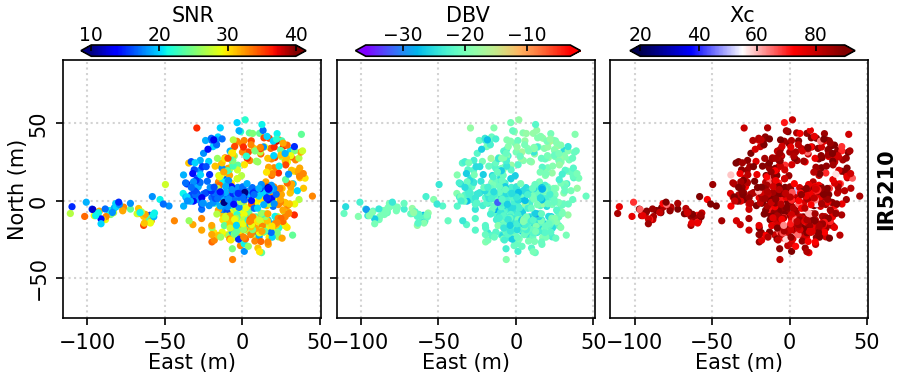 SNR DBV Xc
10 20 30 40 −30 −20 −10 20 40 60 80
50
0
−50
North (m)
IR5210
−100 −50 0 50 −100 −50 0 50 −100 −50 0 50
East (m) East (m) East (m)